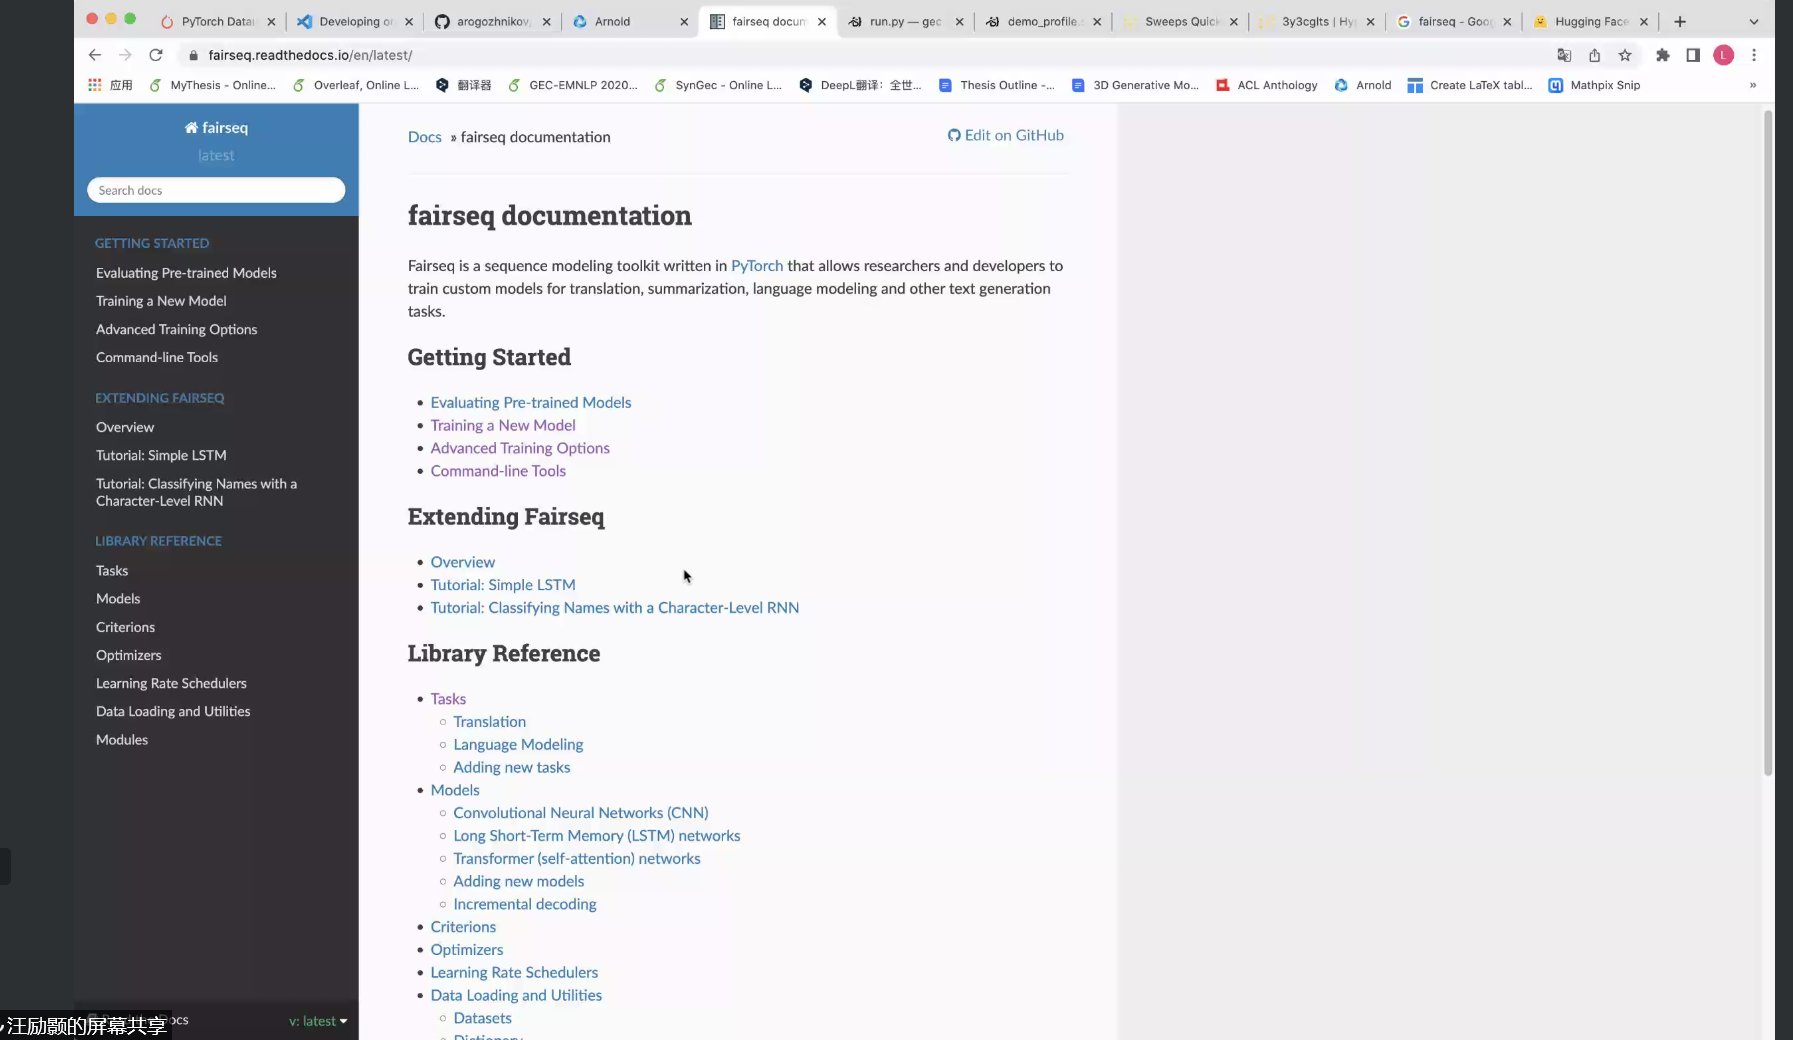 PyTorch Datal
Developing or
arogozhnikov,
Arnold
fairseq docum
run.py — gec
demo_profile.s
Sweeps Quick
3y3cglts | Hyp
fairseq - Goog
Hugging Face
fairseq.readthedocs.io/en/latest/
L
应用
MyThesis - Online...
Overleaf, Online L...
翻译器
GEC-EMNLP 2020...
SynGec - Online L...
DeepL翻译：全世...
Thesis Outline -...
3D Generative Mo...
ACL Anthology
Arnold
Create LaTeX tabl...
Mathpix Snip
»
fairseq
latest
Search docs
GETTING STARTED
Evaluating Pre-trained Models
Training a New Model
Advanced Training Options
Command-line Tools
EXTENDING FAIRSEQ
Overview
Tutorial: Simple LSTM
Tutorial: Classifying Names with a
Character-Level RNN
LIBRARY REFERENCE
Tasks
Models
Criterions
Optimizers
Learning Rate Schedulers
Data Loading and Utilities
Modules
Docs » fairseq documentation
Edit on GitHub
fairseq documentation
Fairseq is a sequence modeling toolkit written in PyTorch that allows researchers and developers to
train custom models for translation, summarization, language modeling and other text generation
tasks.
Getting Started
• Evaluating Pre-trained Models
• Training a New Model
• Advanced Training Options
• Command-line Tools
Extending Fairseq
• Overview
• Tutorial: Simple LSTM
• Tutorial: Classifying Names with a Character-Level RNN
Library Reference
• Tasks
○ Translation
○ Language Modeling
○ Adding new tasks
• Models
○ Convolutional Neural Networks (CNN)
○ Long Short-Term Memory (LSTM) networks
○ Transformer (self-attention) networks
○ Adding new models
○ Incremental decoding
• Criterions
• Optimizers
• Learning Rate Schedulers
• Data Loading and Utilities
○ Datasets
○ Dictionary
v: latest
汪励颢的屏幕共享